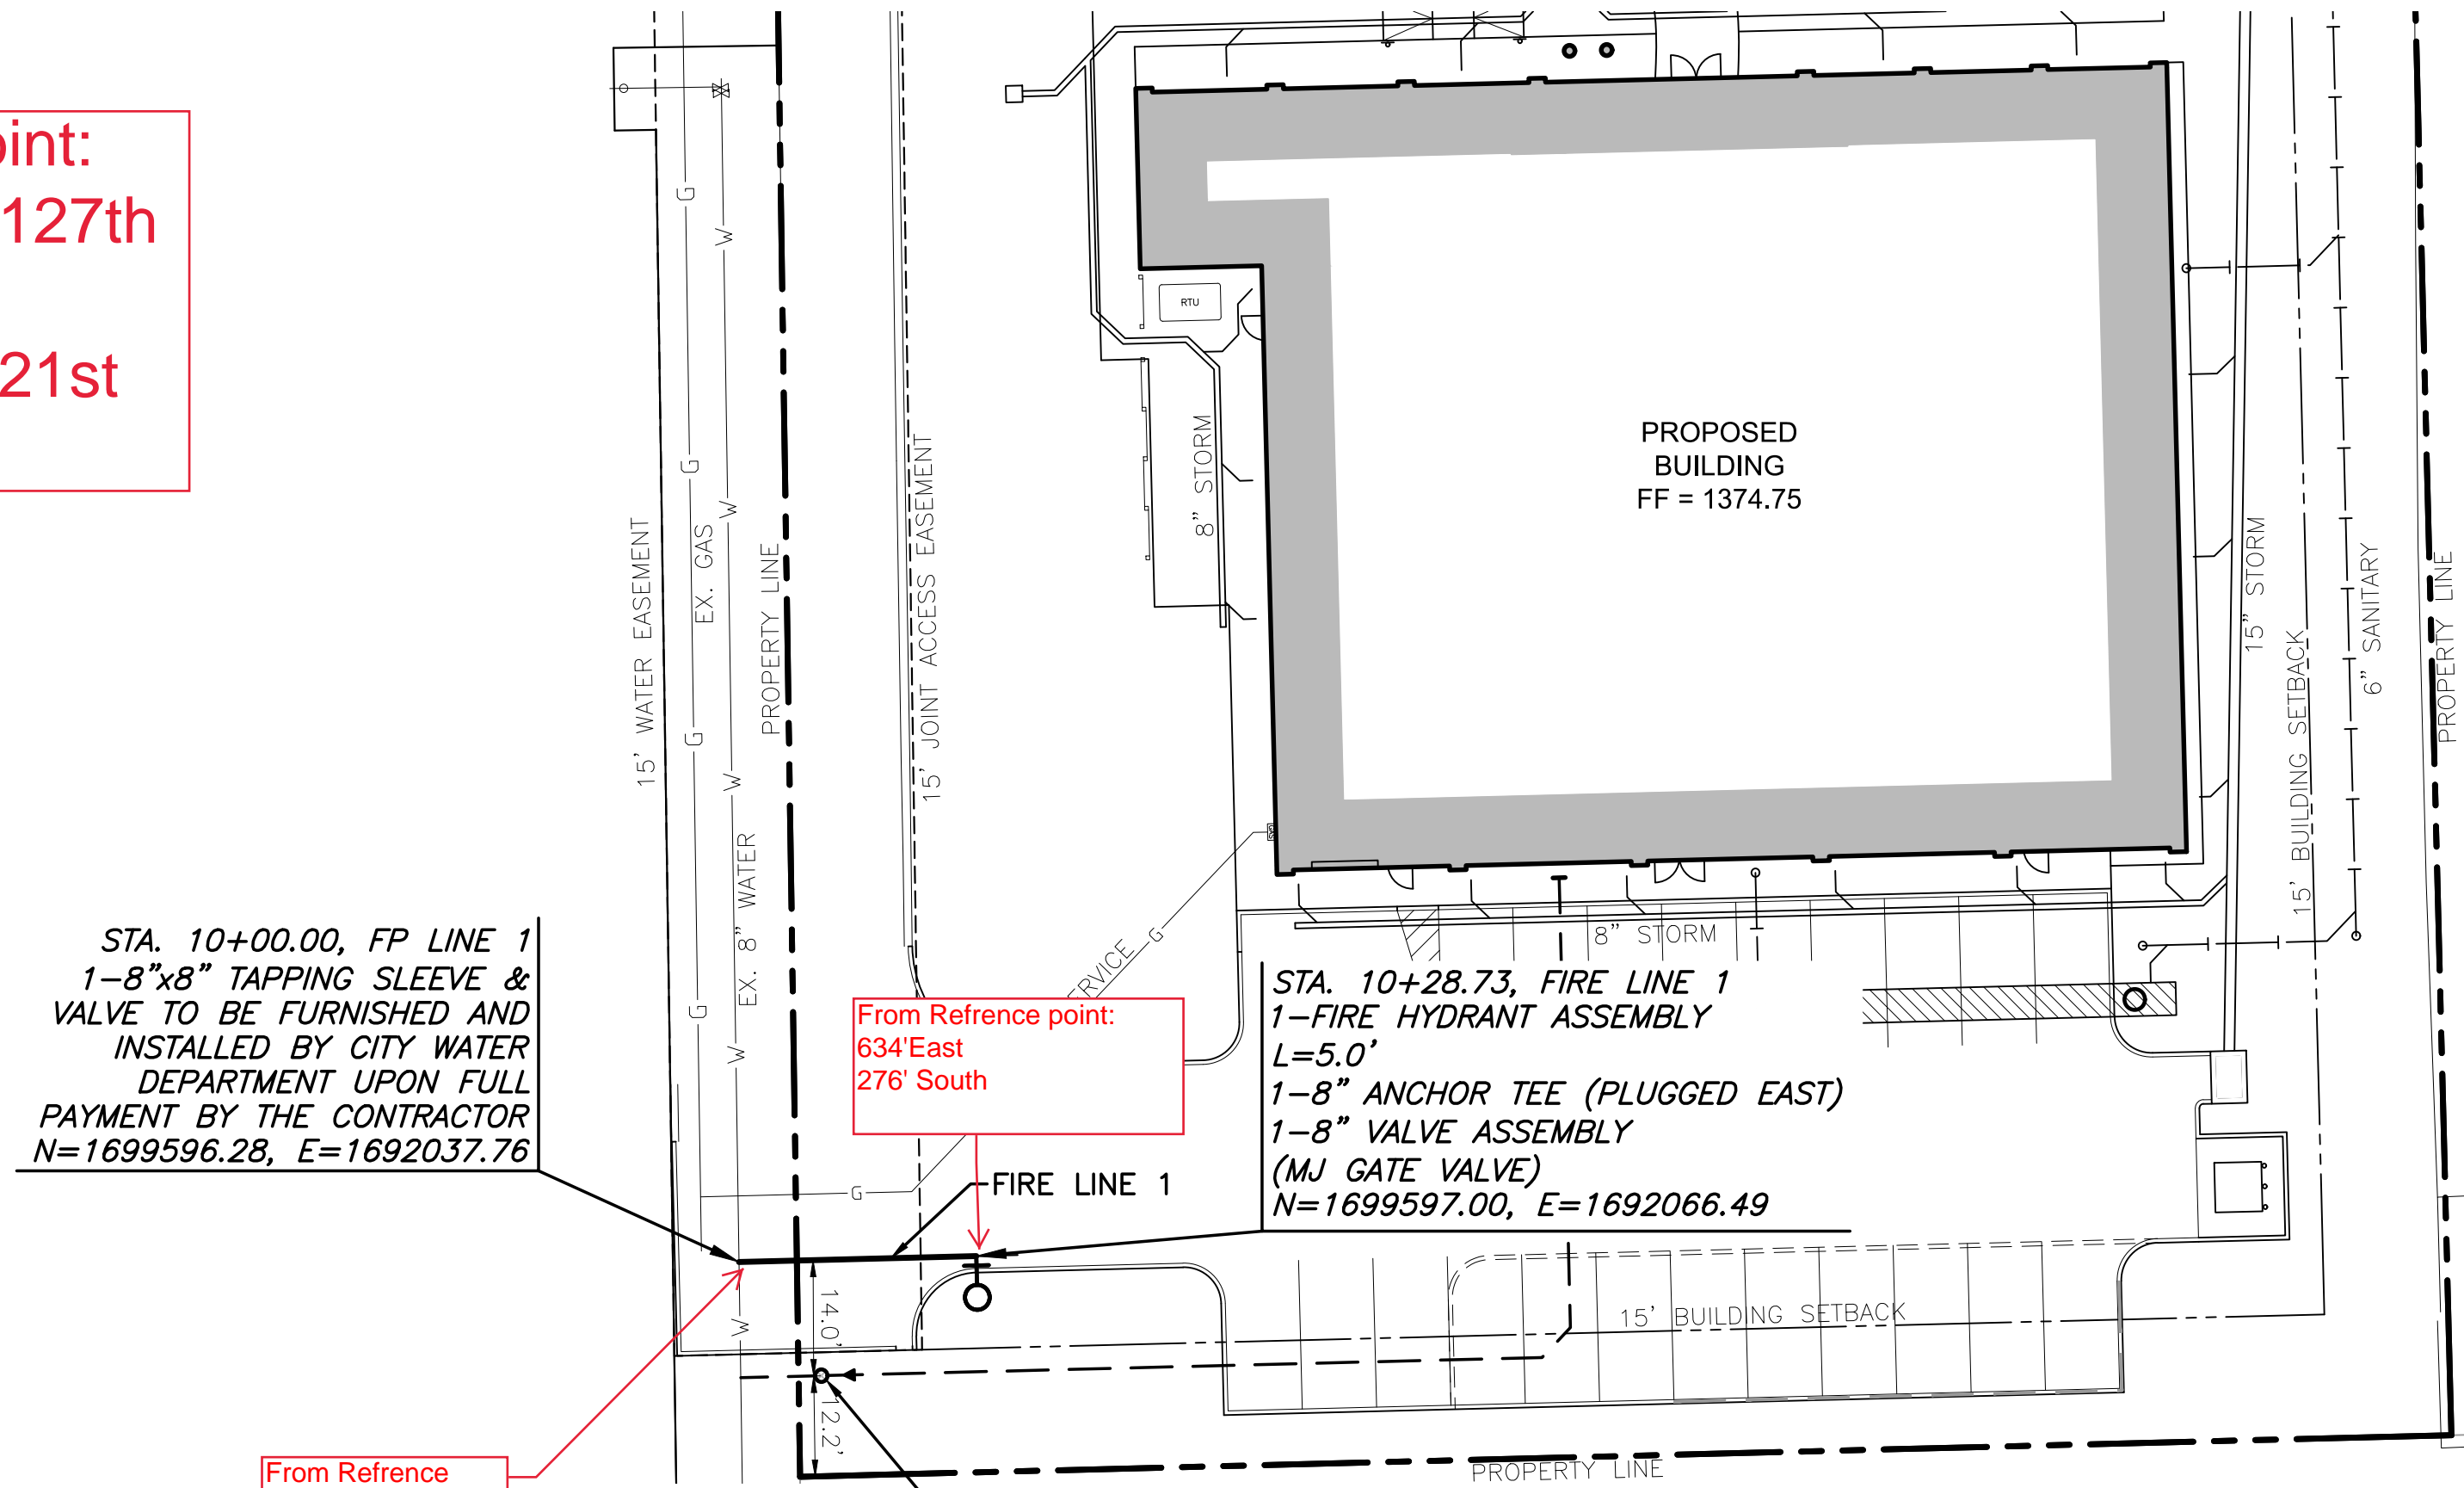 127th
21st
RTU
PROPOSED
BUILDING
FF = 1374.75
8" STORM
15' WATER EASEMENT
EX. GAS
PROPERTY LINE
15' JOINT ACCESS EASEMENT
15" STORM
15' BUILDING SETBACK
6" SANITARY
PROPERTY LINE
G
G
G
G
W
W
W
W
W
EX. 8" WATER
GAS
8" STORM
G
STA. 10+00.00, FP LINE 1
1-8"x8" TAPPING SLEEVE &
VALVE TO BE FURNISHED AND
INSTALLED BY CITY WATER
DEPARTMENT UPON FULL
PAYMENT BY THE CONTRACTOR
N=1699596.28, E=1692037.76
From Refrence point:
634'East
276' South
STA. 10+28.73, FIRE LINE 1
1-FIRE HYDRANT ASSEMBLY
L=5.0'
1-8" ANCHOR TEE (PLUGGED EAST)
1-8" VALVE ASSEMBLY
(MJ GATE VALVE)
N=1699597.00, E=1692066.49
G
FIRE LINE 1
14.0'
12.2'
15' BUILDING SETBACK
From Refrence
PROPERTY LINE